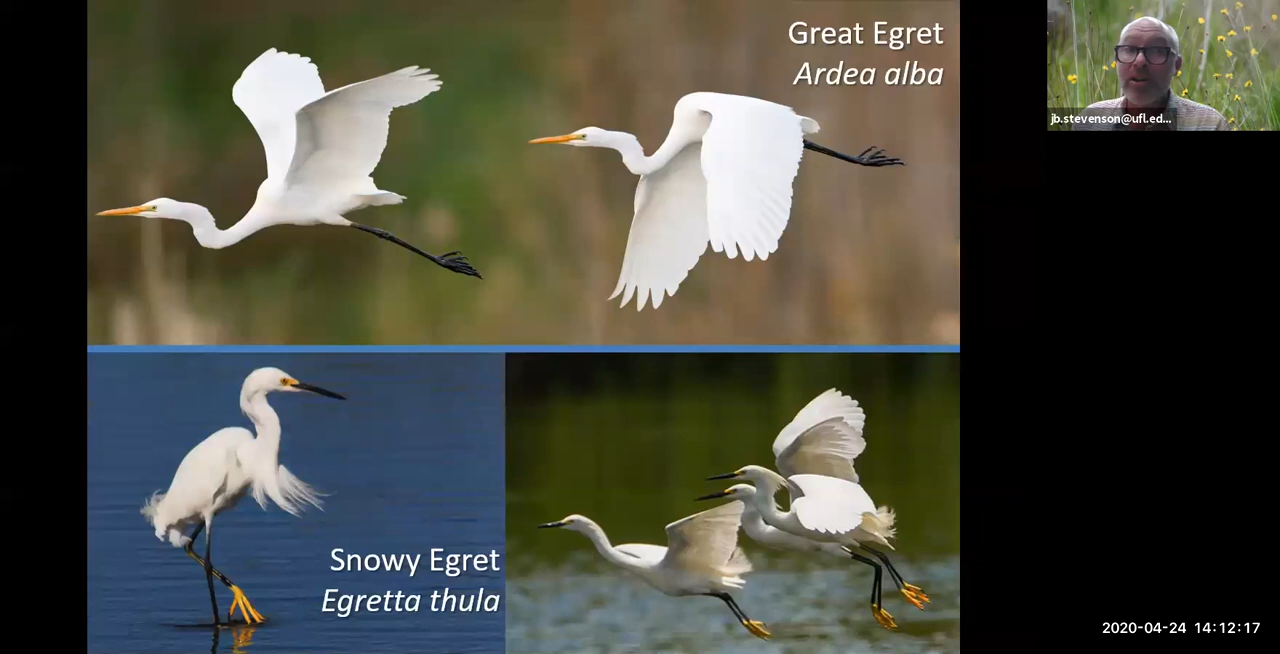 Great Egret
Ardea alba
jb.stevenson@ufl.ed...
Snowy Egret
Egretta thula
2020-04-24 14:12:17